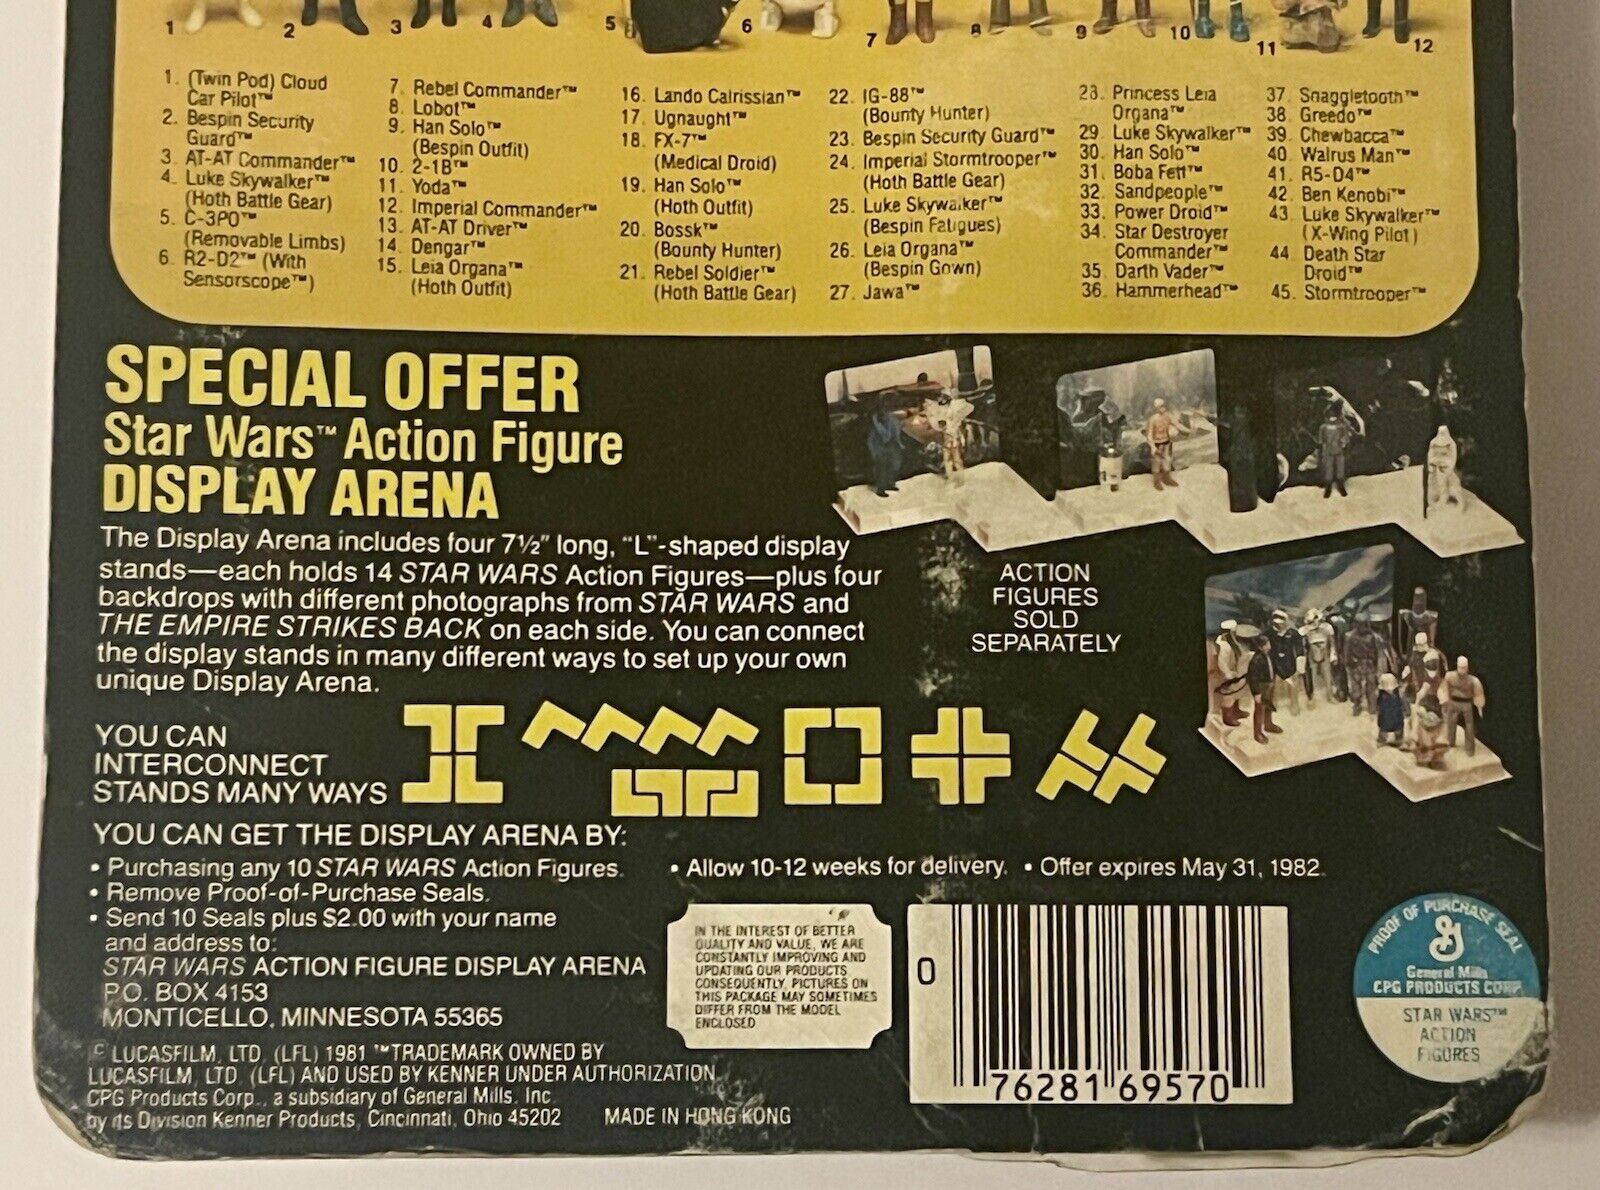 1 2 3 4 5 6 7 8 9 10 11 12
1. (Twin Pod) Cloud
Car Pilot™
2. Bespin Security
Guard™
3. AT-AT Commander™
4. Luke Skywalker™
(Hoth Battle Gear)
5. C-3PO™
(Removable Limbs)
6. R2-D2™ (With
Sensorscope™)
7. Rebel Commander™
8. Lobot™
9. Han Solo™
(Bespin Outfit)
10. 2-1B™
11. Yoda™
12. Imperial Commander™
13. AT-AT Driver™
14. Dengar™
15. Leia Organa™
(Hoth Outfit)
16. Lando Calrissian™
17. Ugnaught™
18. FX-7™
(Medical Droid)
19. Han Solo™
(Hoth Outfit)
20. Bossk™
(Bounty Hunter)
21. Rebel Soldier™
(Hoth Battle Gear)
22. IG-88™
(Bounty Hunter)
23. Bespin Security Guard™
24. Imperial Stormtrooper™
(Hoth Battle Gear)
25. Luke Skywalker™
(Bespin Fatigues)
26. Leia Organa™
(Bespin Gown)
27. Jawa™
28. Princess Leia
Organa™
29. Luke Skywalker™
30. Han Solo™
31. Boba Fett™
32. Sandpeople™
33. Power Droid™
34. Star Destroyer
Commander™
35. Darth Vader™
36. Hammerhead™
37. Snaggletooth™
38. Greedo™
39. Chewbacca™
40. Walrus Man™
41. R5-D4™
42. Ben Kenobi™
43. Luke Skywalker™
(X-Wing Pilot)
44 Death Star
Droid™
45. Stormtrooper™
SPECIAL OFFER
Star Wars™ Action Figure
DISPLAY ARENA
The Display Arena includes four 7½" long, "L"-shaped display
stands—each holds 14 STAR WARS Action Figures—plus four
backdrops with different photographs from STAR WARS and
THE EMPIRE STRIKES BACK on each side. You can connect
the display stands in many different ways to set up your own
unique Display Arena.
ACTION
FIGURES
SOLD
SEPARATELY
YOU CAN
INTERCONNECT
STANDS MANY WAYS
YOU CAN GET THE DISPLAY ARENA BY:
• Purchasing any 10 STAR WARS Action Figures.
• Remove Proof-of-Purchase Seals.
• Send 10 Seals plus $2.00 with your name
and address to:
STAR WARS ACTION FIGURE DISPLAY ARENA
P.O. BOX 4153
MONTICELLO, MINNESOTA 55365
• Allow 10-12 weeks for delivery. • Offer expires May 31, 1982.
IN THE INTEREST OF BETTER
QUALITY AND VALUE, WE ARE
CONSTANTLY IMPROVING AND
UPDATING OUR PRODUCTS
CONSEQUENTLY, PICTURES ON
THIS PACKAGE MAY SOMETIMES
DIFFER FROM THE MODEL
ENCLOSED
0 76281 69570
PROOF OF PURCHASE SEAL
General Mills
CPG PRODUCTS CORP.
STAR WARS™
ACTION
FIGURES
© LUCASFILM, LTD. (LFL) 1981 ™TRADEMARK OWNED BY
LUCASFILM, LTD. (LFL) AND USED BY KENNER UNDER AUTHORIZATION.
CPG Products Corp., a subsidiary of General Mills, Inc.
by its Division Kenner Products, Cincinnati, Ohio 45202 MADE IN HONG KONG